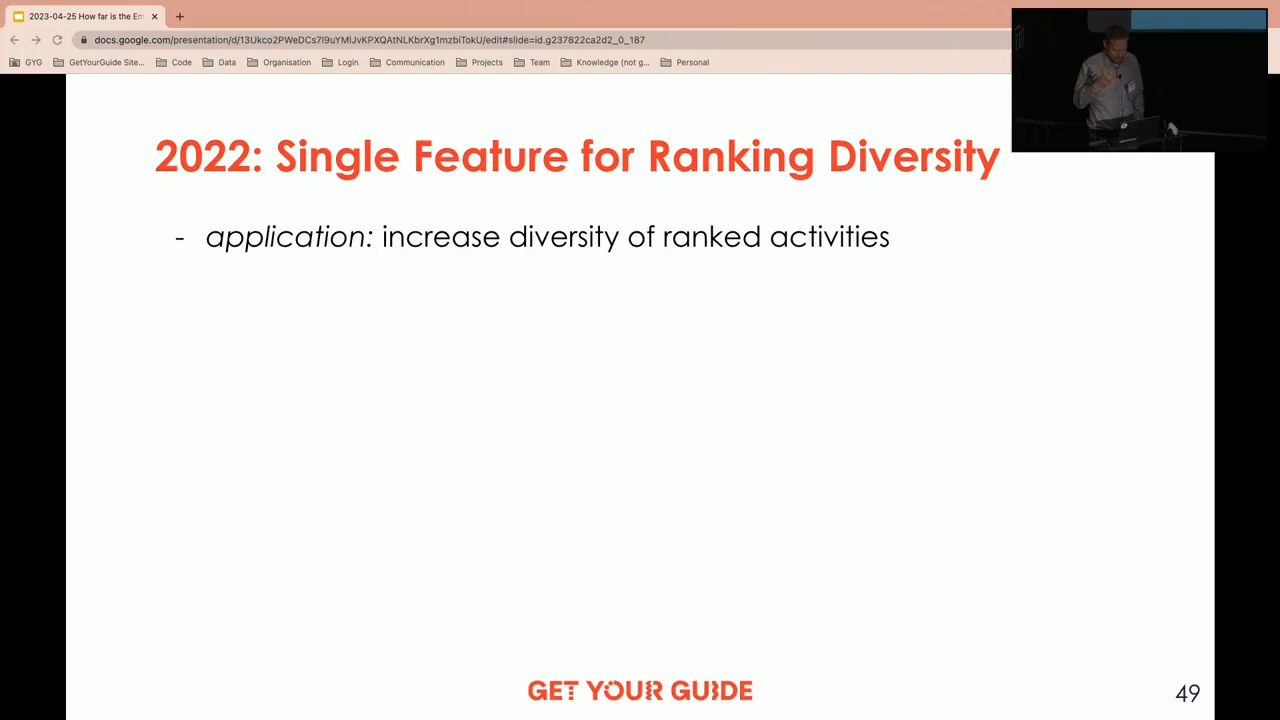 2023-04-25 How far is the Em
docs.google.com/presentation/d/13Ukco2PWeDCs7I9uYMlJvKPXQAtNLKbrXg1mzbiTokU/edit#slide=id.g237822ca2d2_0_187
GYG GetYourGuide Site... Code Data Organisation Login Communication Projects Team Knowledge (not g... Personal
2022: Single Feature for Ranking Diversity
- application: increase diversity of ranked activities
GET YOUR GUIDE
49